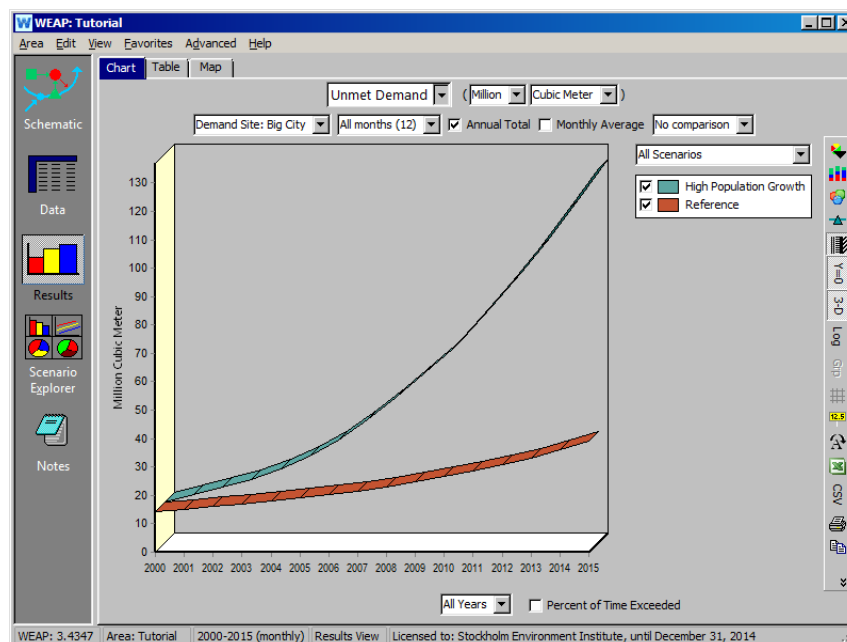 WEAP: Tutorial
Area Edit View Favorites Advanced Help
Chart Table Map
Unmet Demand ( Million Cubic Meter )
Demand Site: Big City All months (12) Annual Total Monthly Average No comparison
All Scenarios
High Population Growth
Reference
Schematic
Data
Results
Scenario
Explorer
Notes
Million Cubic Meter
130
120
110
100
90
80
70
60
50
40
30
20
10
0
2000 2001 2002 2003 2004 2005 2006 2007 2008 2009 2010 2011 2012 2013 2014 2015
Y=0
3-D
Log
12.5
A
CSV
All Years Percent of Time Exceeded
WEAP: 3.4347 Area: Tutorial 2000-2015 (monthly) Results View Licensed to: Stockholm Environment Institute, until December 31, 2014